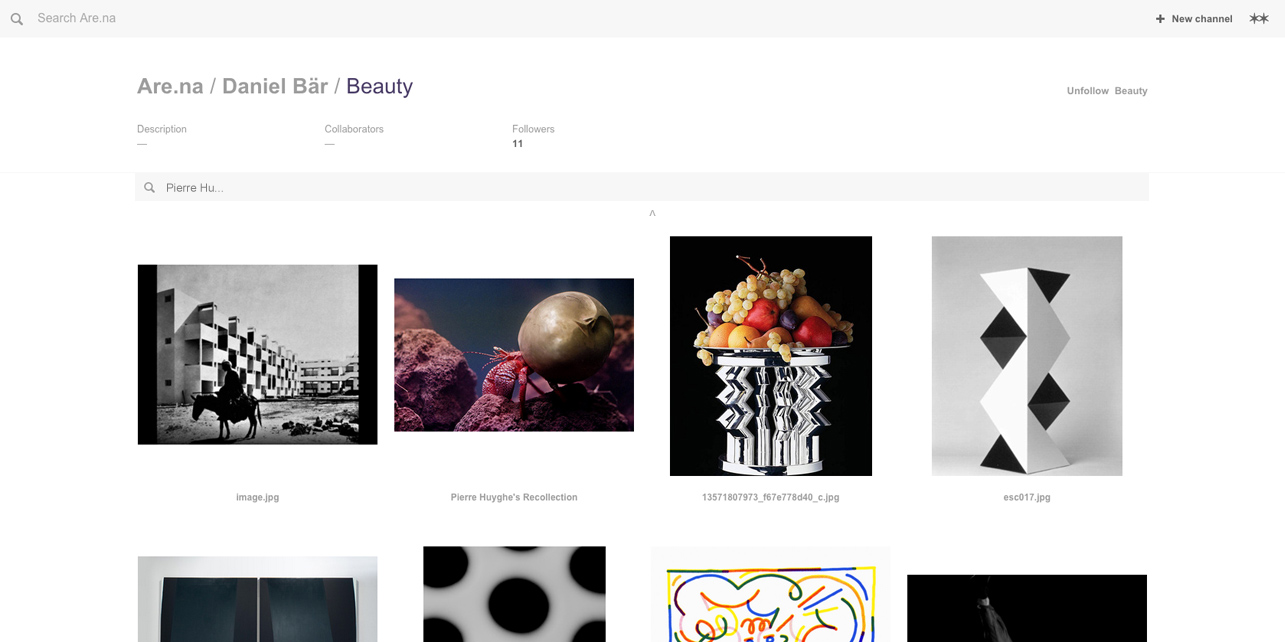 Search Are.na
New channel
Are.na / Daniel Bär / Beauty
Unfollow Beauty
Description
Collaborators
Followers
—
—
11
Pierre Hu...
image.jpg
Pierre Huyghe's Recollection
13571807973_f67e778d40_c.jpg
esc017.jpg